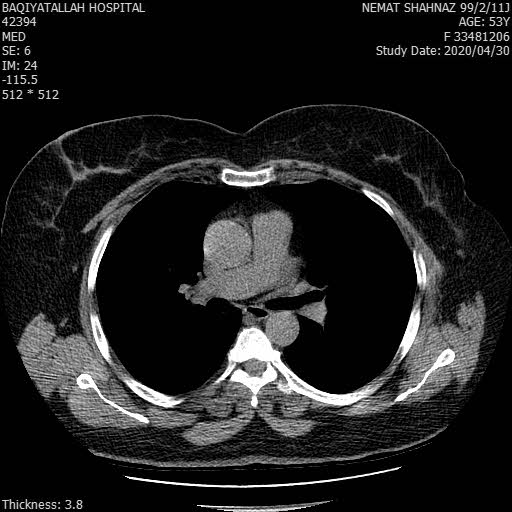 BAQIYATALLAH HOSPITAL
42394
MED
SE: 6
IM: 24
-115.5
512 * 512
NEMAT SHAHNAZ 99/2/11J
AGE: 53Y
F 33481206
Study Date: 2020/04/30
Thickness: 3.8